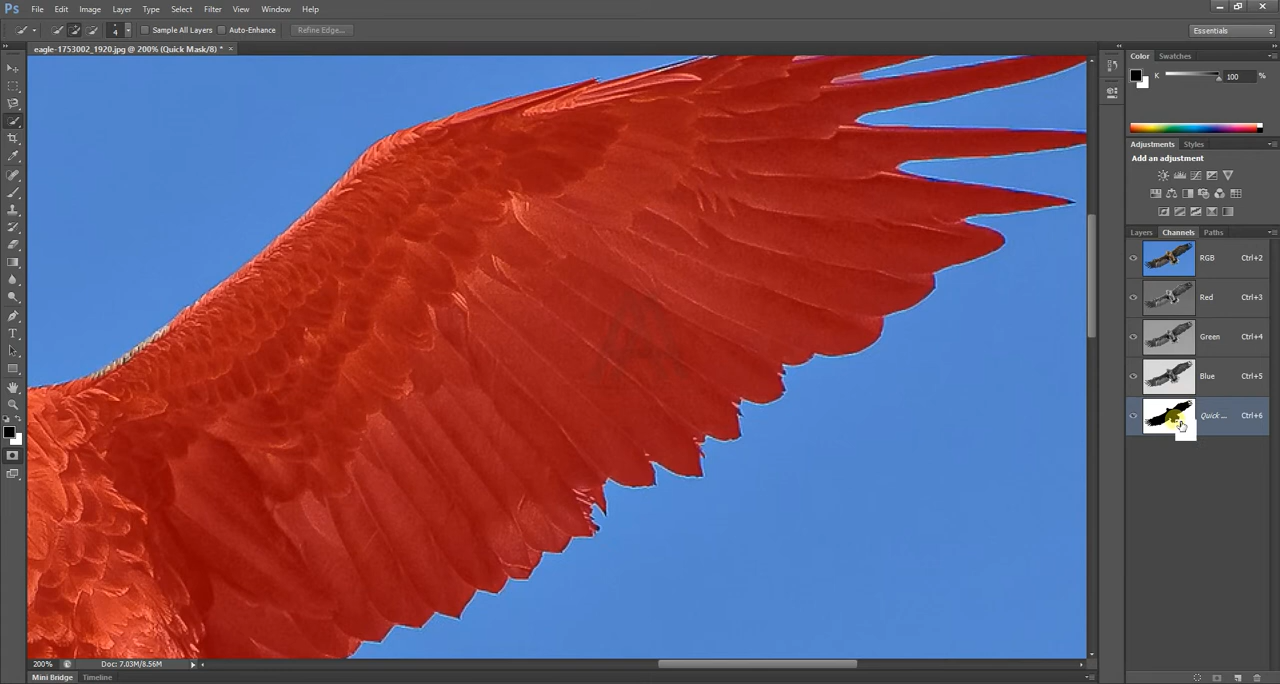 Ps File Edit Image Layer Type Select Filter View Window Help
4 Sample All Layers Auto-Enhance Refine Edge... Essentials
eagle-1753002_1920.jpg @ 200% (Quick Mask/8) *
Color Swatches
K 100 %
Adjustments Styles
Add an adjustment
Layers Channels Paths
RGB Ctrl+2
Red Ctrl+3
Green Ctrl+4
Blue Ctrl+5
Quick ... Ctrl+6
200% Doc: 7.03M/8.56M
Mini Bridge Timeline